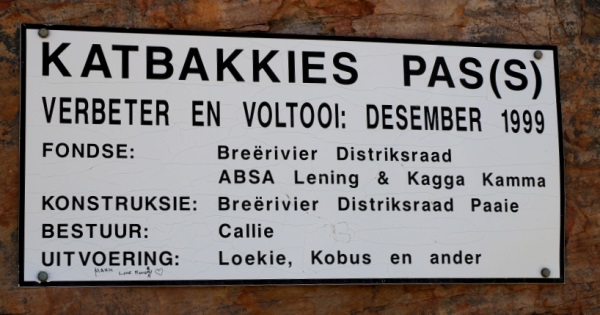 KATBAKKIES PAS(S)
VERBETER EN VOLTOOI: DESEMBER 1999
FONDSE: Breërivier Distriksraad
ABSA Lening & Kagga Kamma
KONSTRUKSIE: Breërivier Distriksraad Paaie
BESTUUR: Callie
UITVOERING: Loekie, Kobus en ander